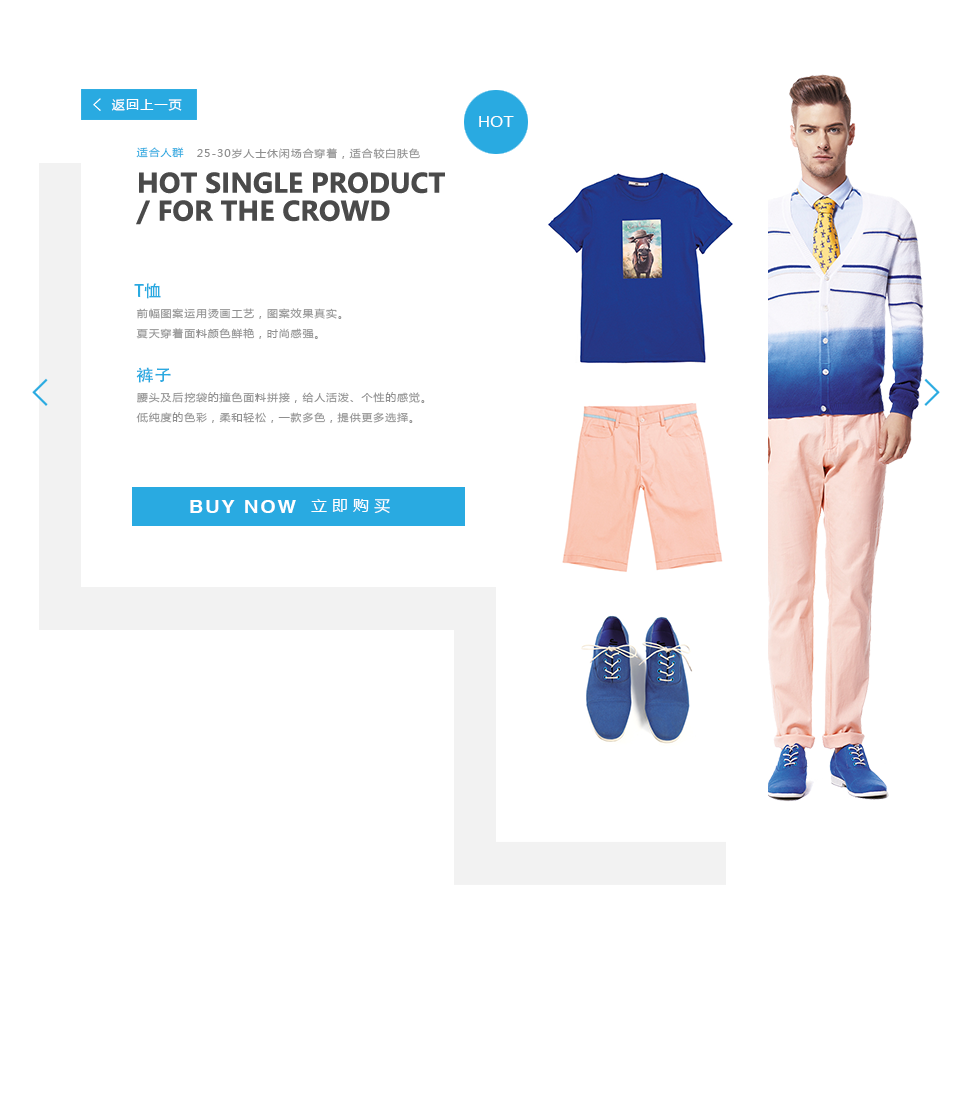 返回上一页
HOT
适合人群 25-30岁人士休闲场合穿着，适合较白肤色
HOT SINGLE PRODUCT
/ FOR THE CROWD
T恤
前幅图案运用烫画工艺，图案效果真实。
夏天穿着面料颜色鲜艳，时尚感强。
裤子
腰头及后挖袋的撞色面料拼接，给人活泼、个性的感觉。
低纯度的色彩，柔和轻松，一款多色，提供更多选择。
BUY NOW 立即购买